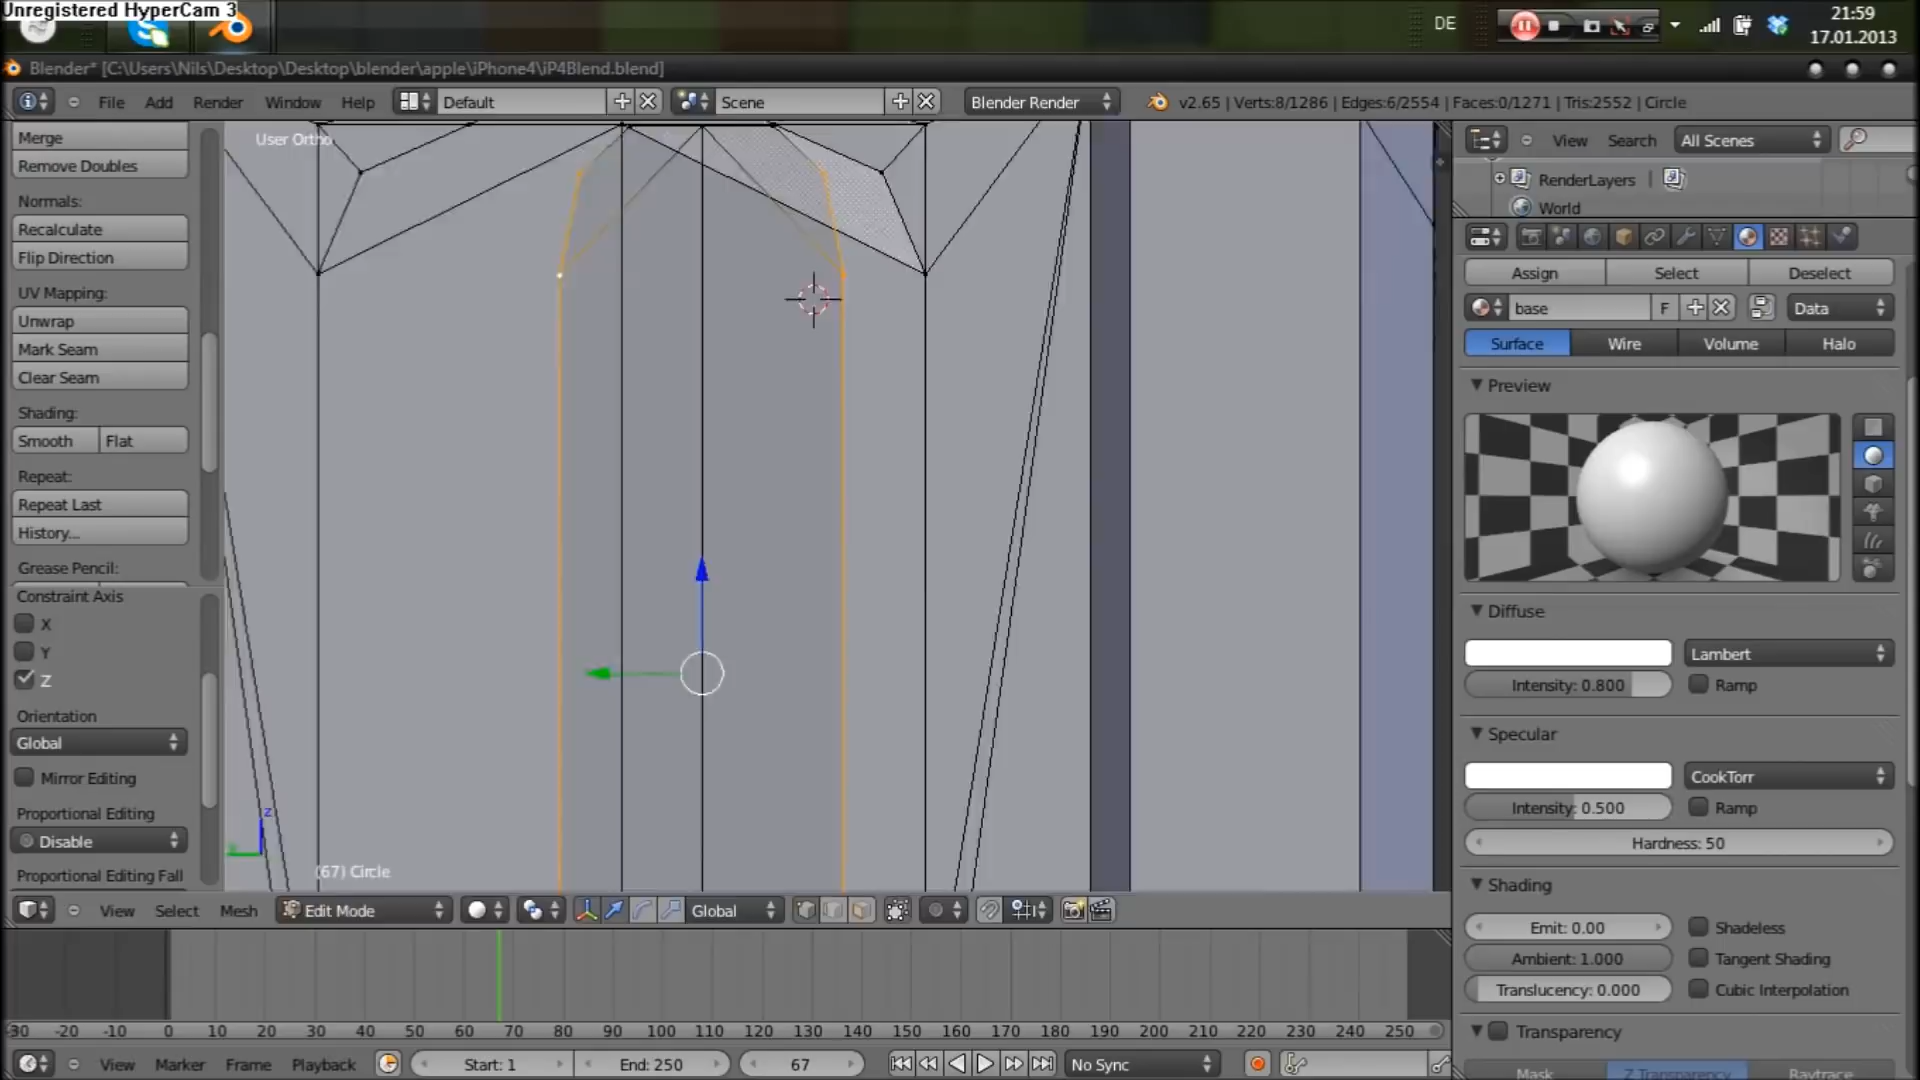 Unregistered HyperCam 3
DE
21:59
17.01.2013
Blender* [C:\Users\Nils\Desktop\Desktop\blender\apple\iPhone4\iP4Blend.blend]
File Add Render Window Help Default Scene Blender Render v2.65 | Verts:8/1286 | Edges:6/2554 | Faces:0/1271 | Tris:2552 | Circle
Merge
Remove Doubles
Normals:
Recalculate
Flip Direction
UV Mapping:
Unwrap
Mark Seam
Clear Seam
Shading:
Smooth Flat
Repeat:
Repeat Last
History...
Grease Pencil:
Constraint Axis
X
Y
Z
Orientation
Global
Mirror Editing
Proportional Editing
Disable
Proportional Editing Fall
User Ortho
z
(67) Circle
View Select Mesh Edit Mode Global
View Search All Scenes
RenderLayers |
World
Assign Select Deselect
base F Data
Surface Wire Volume Halo
Preview
Diffuse
Lambert
Intensity: 0.800 Ramp
Specular
CookTorr
Intensity: 0.500 Ramp
Hardness: 50
Shading
Emit: 0.00 Shadeless
Ambient: 1.000 Tangent Shading
Translucency: 0.000 Cubic Interpolation
Transparency
Mask Z Transparency Raytrace
-30 -20 -10 0 10 20 30 40 50 60 70 80 90 100 110 120 130 140 150 160 170 180 190 200 210 220 230 240 250
View Marker Frame Playback Start: 1 End: 250 67 No Sync